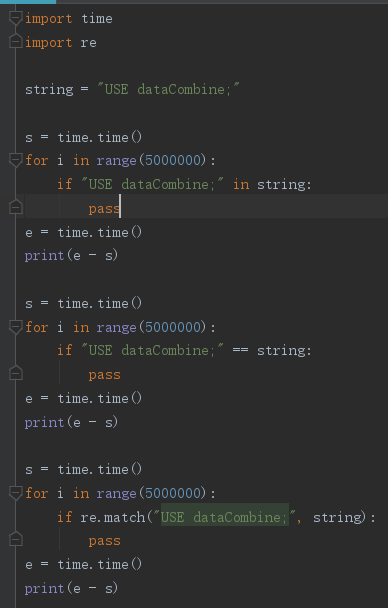 import time
import re
string = "USE dataCombine;"
s = time.time()
for i in range(5000000):
    if "USE dataCombine;" in string:
        pass
e = time.time()
print(e - s)
s = time.time()
for i in range(5000000):
    if "USE dataCombine;" == string:
        pass
e = time.time()
print(e - s)
s = time.time()
for i in range(5000000):
    if re.match("USE dataCombine;", string):
        pass
e = time.time()
print(e - s)